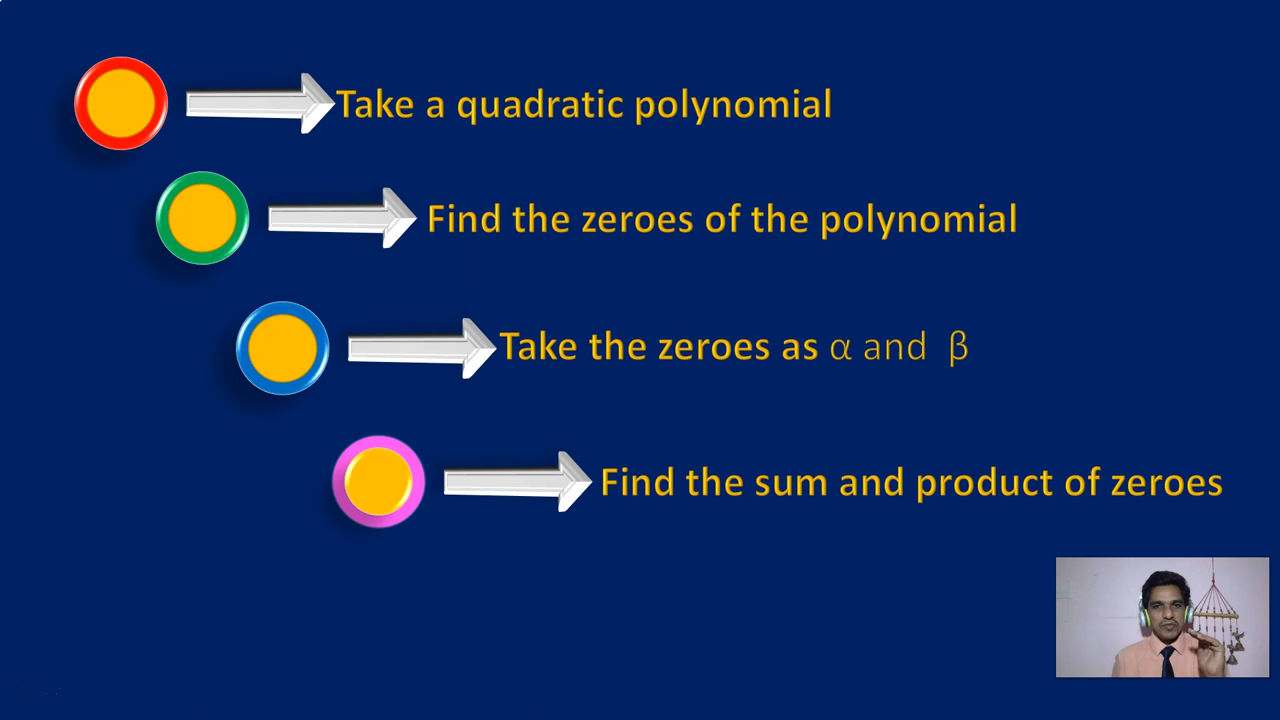 Take a quadratic polynomial
Find the zeroes of the polynomial
Take the zeroes as α and β
Find the sum and product of zeroes